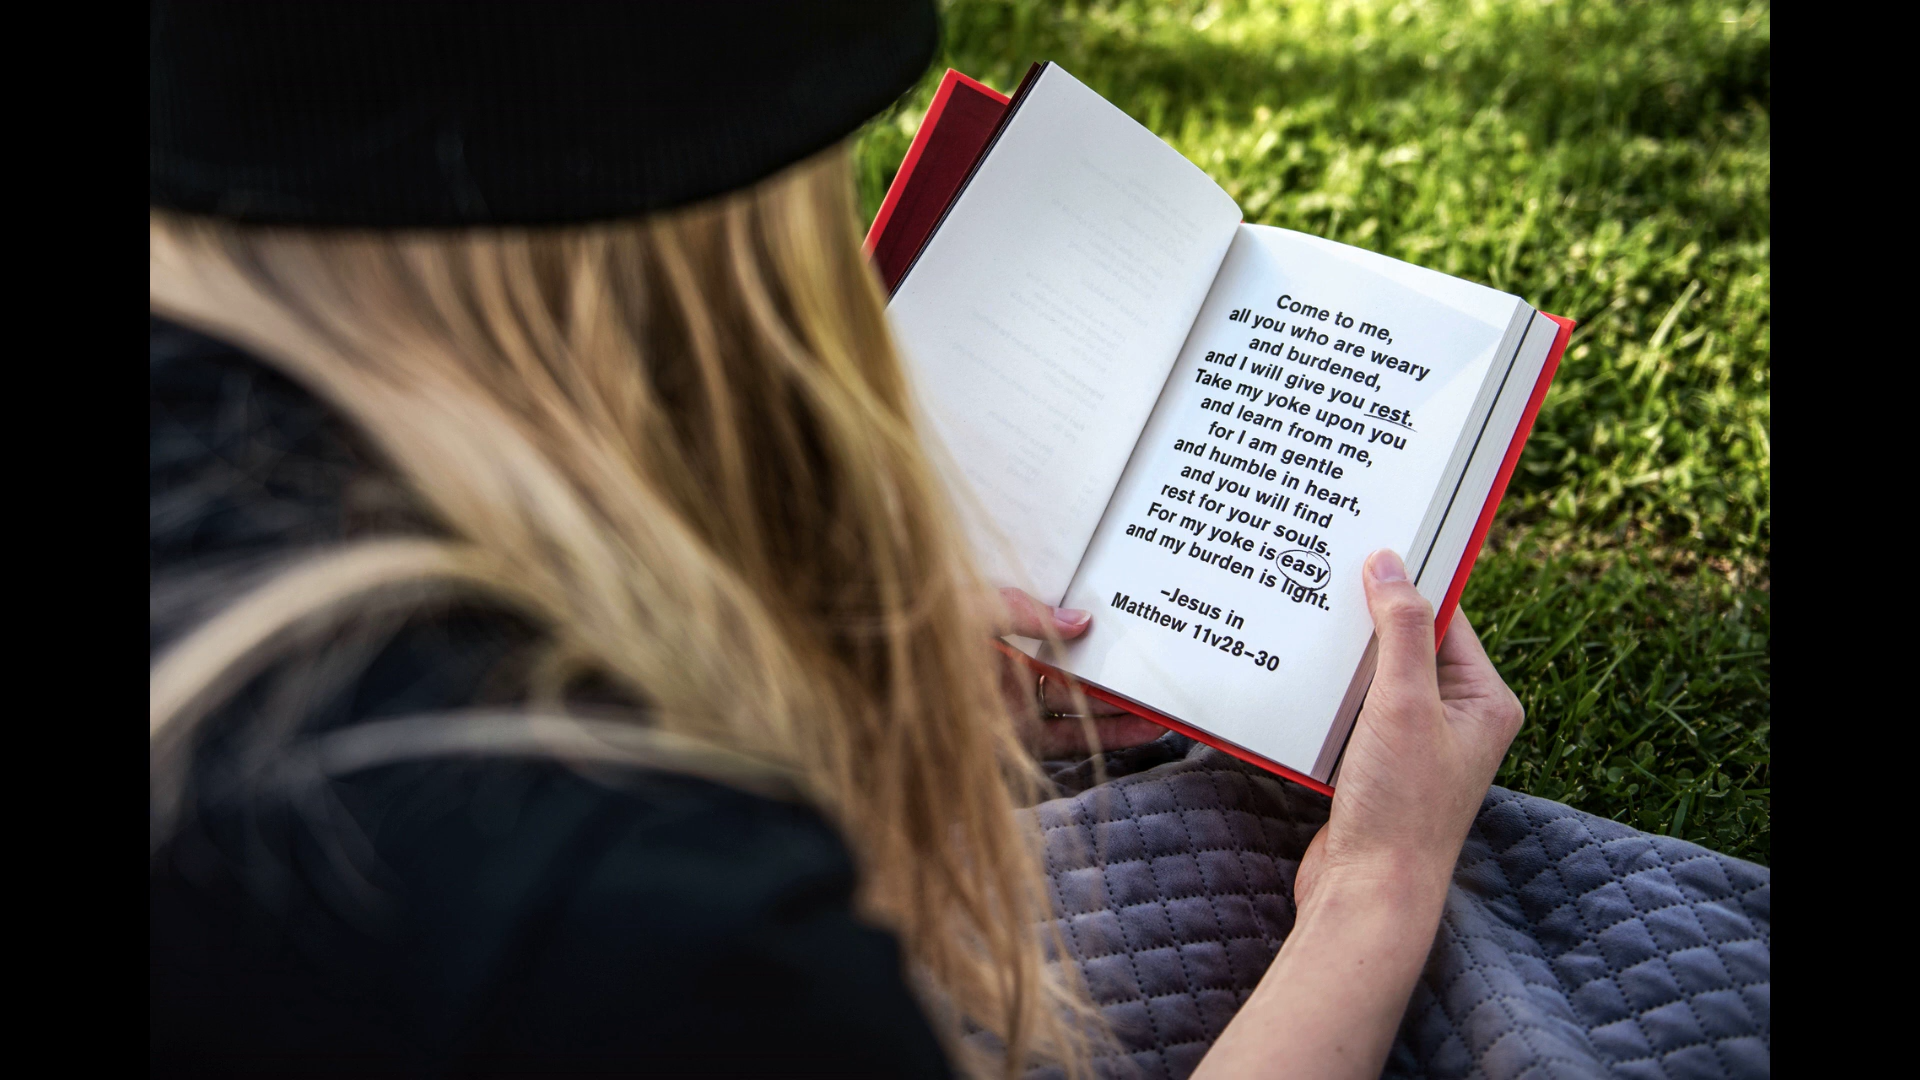 Come to me,
all you who are weary
and burdened,
and I will give you rest.
Take my yoke upon you
and learn from me,
for I am gentle
and humble in heart,
and you will find
rest for your souls.
For my yoke is easy
and my burden is light.
-Jesus in
Matthew 11v28-30